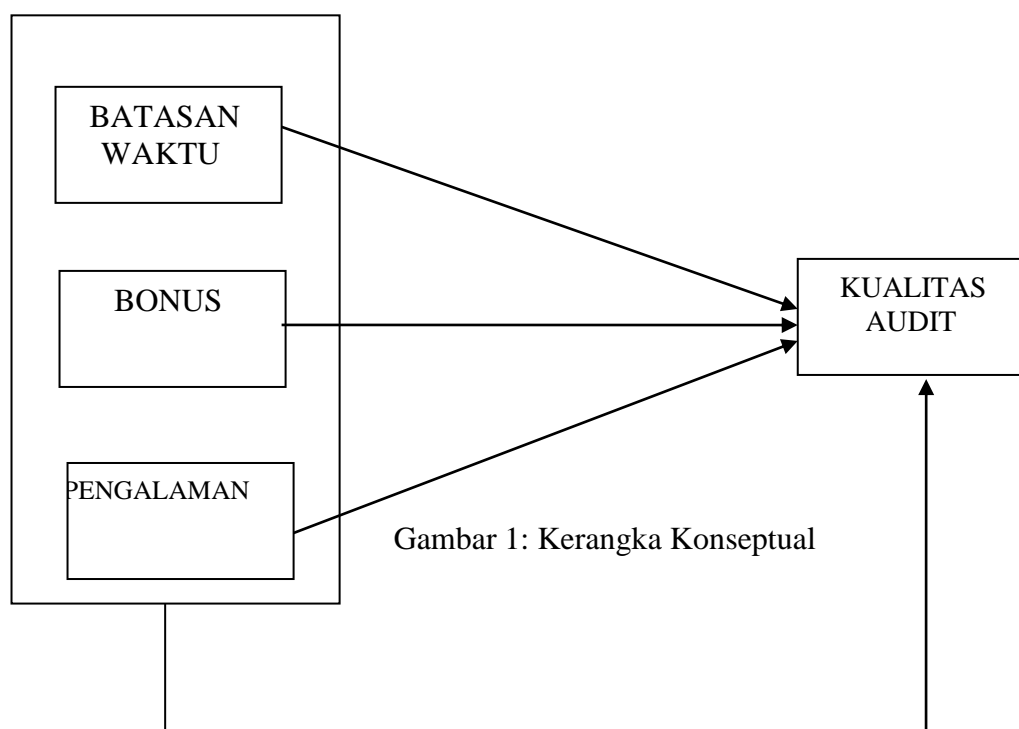 BATASAN
WAKTU
BONUS
PENGALAMAN
KUALITAS
AUDIT
Gambar 1: Kerangka Konseptual